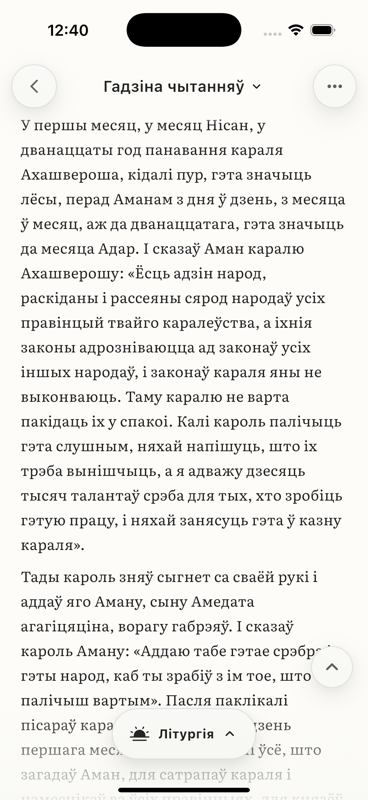 12:40
Гадзіна чытанняў
У першы месяц, у месяц Нісан, у
дванаццаты год панавання караля
Ахашвероша, кідалі пур, гэта значыць
лёсы, перад Аманам з дня ў дзень, з месяца
ў месяц, аж да дванаццатага, гэта значыць
да месяца Адар. І сказаў Аман каралю
Ахашверошу: «Ёсць адзін народ,
раскіданы і рассеяны сярод народаў усіх
правінцый твайго каралеўства, а іхнія
законы адрозніваюцца ад законаў усіх
іншых народаў, і законаў караля яны не
выконваюць. Таму каралю не варта
пакідаць іх у спакоі. Калі кароль палічыць
гэта слушным, няхай напішуць, што іх
трэба вынішчыць, а я адважу дзесяць
тысяч талантаў срэба для тых, хто зробіць
гэтую працу, і няхай занясуць гэта ў казну
караля».
Тады кароль зняў сыгнет са сваёй рукі і
аддаў яго Аману, сыну Амедата
агагіцяціна, ворагу габрэяў. І сказаў
кароль Аману: «Аддаю табе гэтае срэбра і
гэты народ, каб ты зрабіў з ім тое, што
палічыш вартым». Пасля паклікалі
пісараў дзень
першага ўсё, што
Літургія
загадаў Аман, для сатрапаў караля і